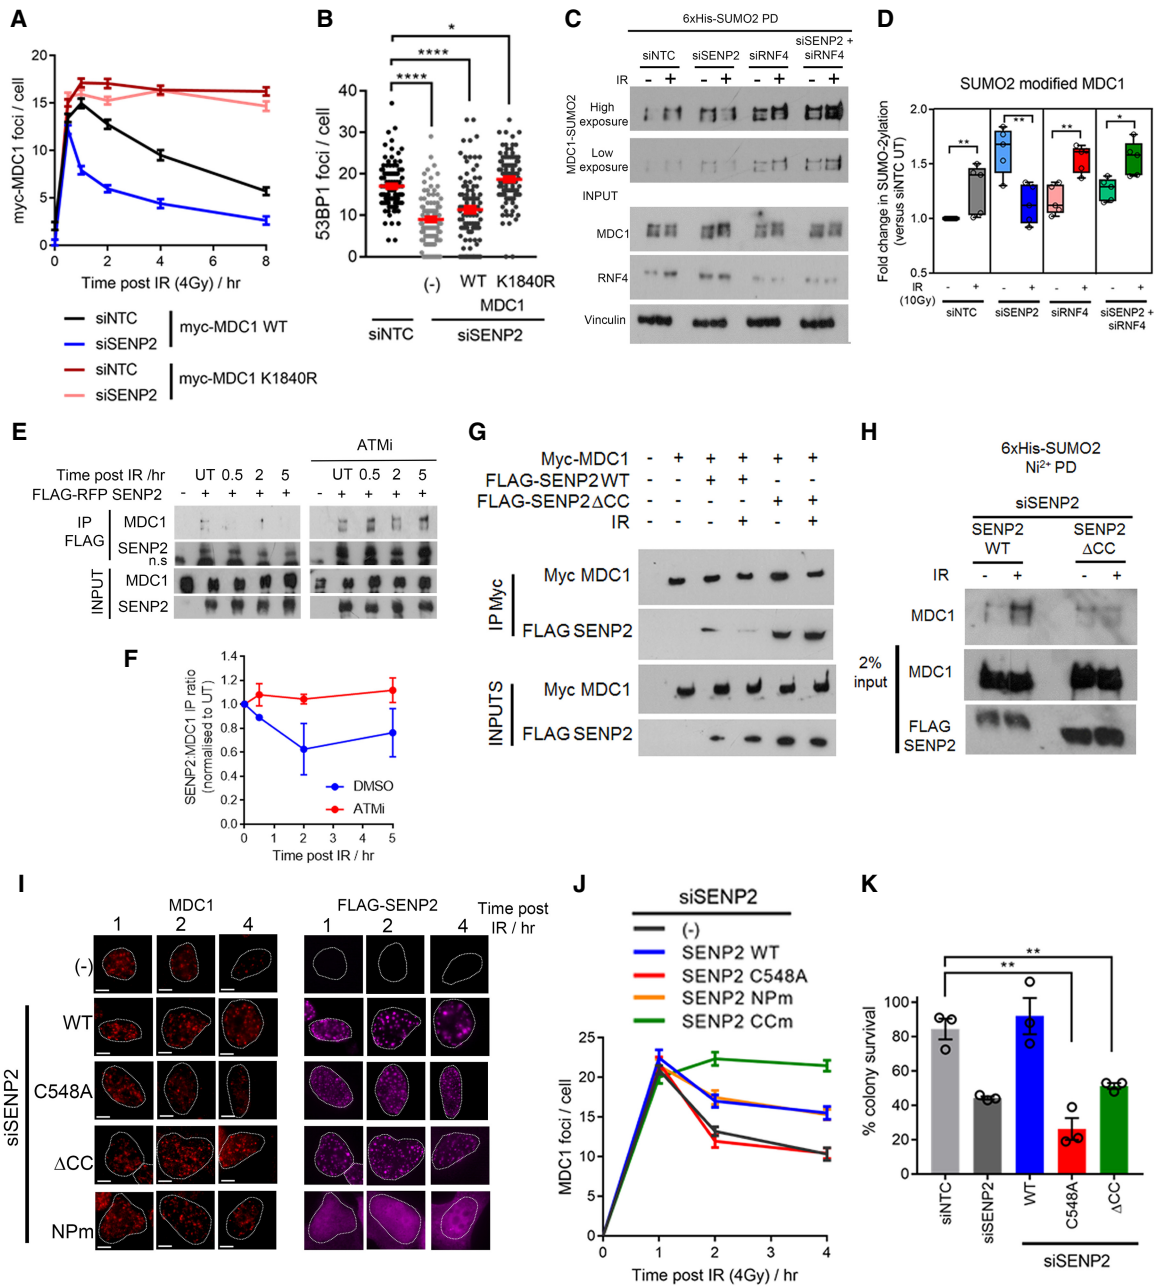 A
20
15
10
5
0
myc-MDC1 foci / cell
0 2 4 6 8
Time post IR (4Gy) / hr
siNTC
siSENP2
myc-MDC1 WT
siNTC
siSENP2
myc-MDC1 K1840R
B
*
****
****
40
30
20
10
0
53BP1 foci / cell
(-) WT K1840R
MDC1
siNTC siSENP2
C
6xHis-SUMO2 PD
siNTC siSENP2 siRNF4 siSENP2 +
siRNF4
IR - + - + - + - +
MDC1-SUMO2
High
exposure
Low
exposure
INPUT
MDC1
RNF4
Vinculin
D
SUMO2 modified MDC1
2.0
1.5
1.0
0.5
Fold change in SUMO-2ylation
(versus siNTC UT)
** ** ** *
IR
(10Gy)
- + - + - + - +
siNTC siSENP2 siRNF4 siSENP2 +
siRNF4
E
ATMi
Time post IR /hr UT 0.5 2 5 UT 0.5 2 5
FLAG-RFP SENP2 - + + + + - + + + +
IP
FLAG
MDC1
SENP2
n.s
INPUT
MDC1
SENP2
F
1.4
1.2
1.0
0.8
0.6
0.4
0.2
0.0
SENP2:MDC1 IP ratio
(normalised to UT)
DMSO
ATMi
0 1 2 3 4 5
Time post IR / hr
G
Myc-MDC1 - + + + + +
FLAG-SENP2 WT - - + + - -
FLAG-SENP2 ΔCC - - - - + +
IR - - - + - +
IP Myc
Myc MDC1
FLAG SENP2
INPUTS
Myc MDC1
FLAG SENP2
H
6xHis-SUMO2
Ni2+ PD
siSENP2
SENP2
WT
SENP2
ΔCC
IR - + - +
MDC1
2%
input
MDC1
FLAG
SENP2
I
MDC1 FLAG-SENP2 Time post
IR / hr
1 2 4 1 2 4
(-)
siSENP2
WT
C548A
ΔCC
NPm
J
siSENP2
(-)
SENP2 WT
SENP2 C548A
SENP2 NPm
SENP2 CCm
25
20
15
10
5
0
MDC1 foci / cell
0 1 2 3 4
Time post IR (4Gy) / hr
K
**
**
100
80
60
40
20
0
% colony survival
siNTC
siSENP2
WT
C548A
ΔCC
siSENP2